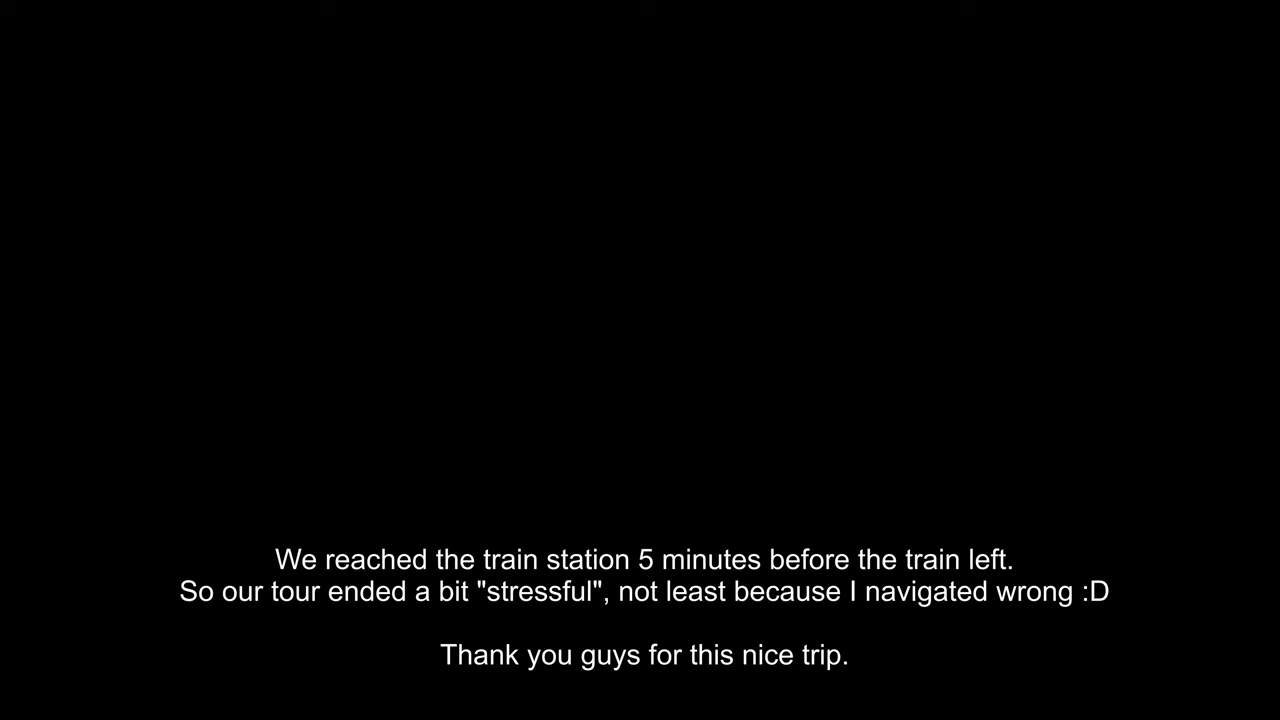 We reached the train station 5 minutes before the train left.
So our tour ended a bit "stressful", not least because I navigated wrong :D
Thank you guys for this nice trip.